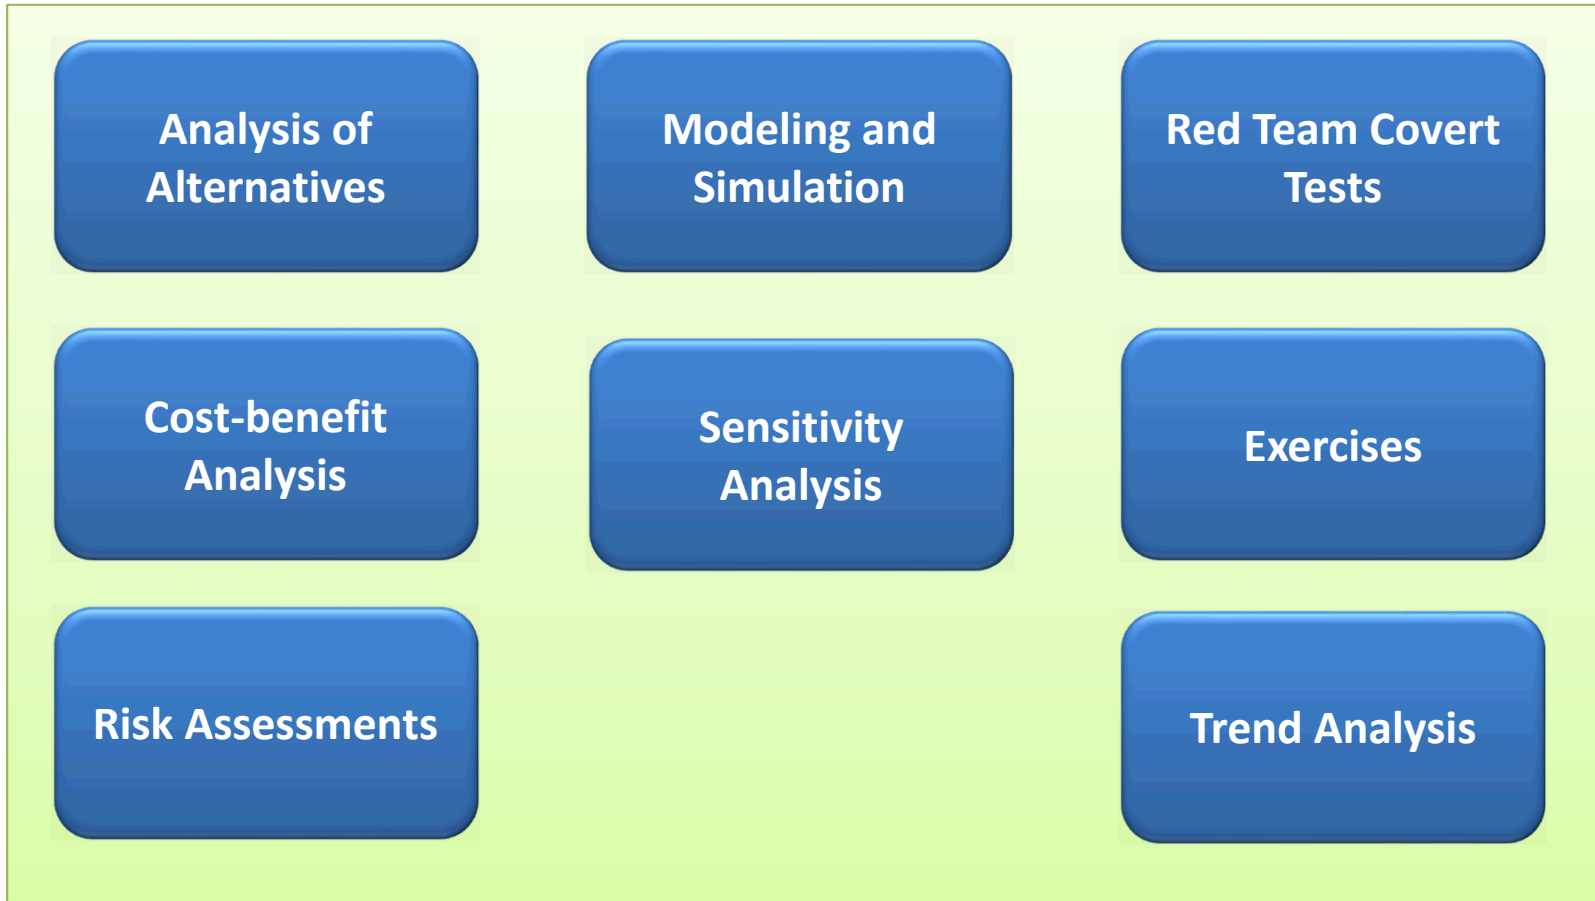 Analysis of
Alternatives
Modeling and
Simulation
Red Team Covert
Tests
Cost-benefit
Analysis
Sensitivity
Analysis
Exercises
Risk Assessments
Trend Analysis